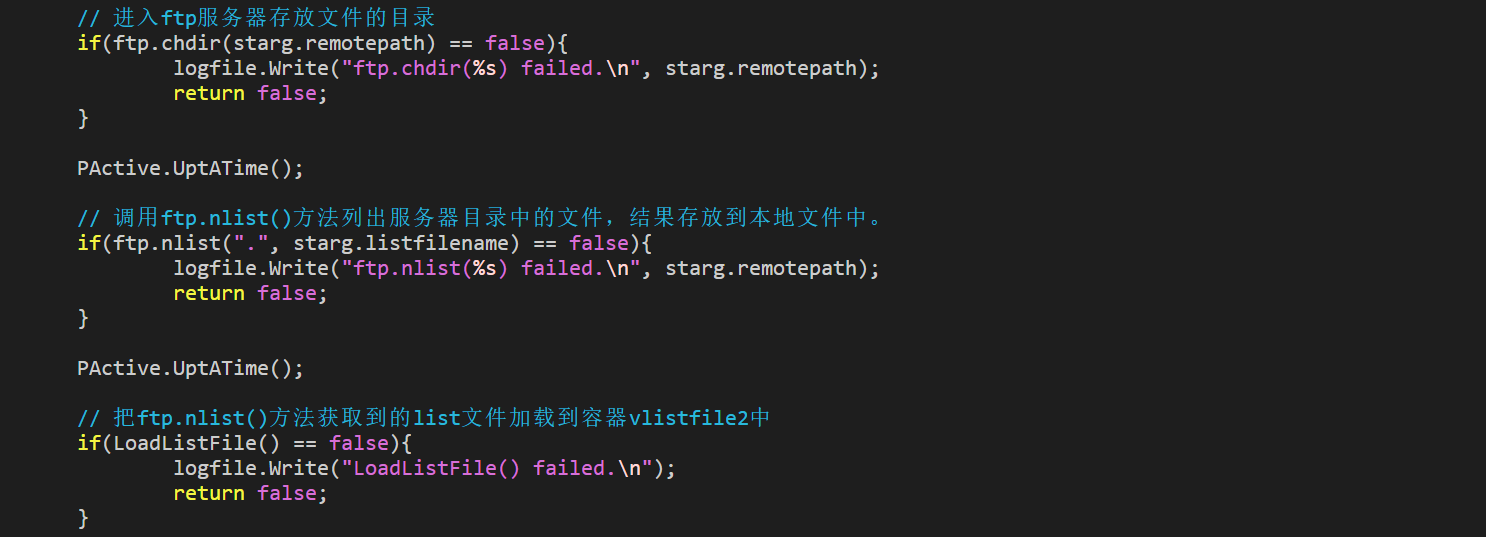 // 进入ftp服务器存放文件的目录
if(ftp.chdir(starg.remotepath) == false){
logfile.Write("ftp.chdir(%s) failed.\n", starg.remotepath);
return false;
}
PActive.UptATime();
// 调用ftp.nlist()方法列出服务器目录中的文件，结果存放到本地文件中。
if(ftp.nlist(".", starg.listfilename) == false){
logfile.Write("ftp.nlist(%s) failed.\n", starg.remotepath);
return false;
}
PActive.UptATime();
// 把ftp.nlist()方法获取到的list文件加载到容器vlistfile2中
if(LoadListFile() == false){
logfile.Write("LoadListFile() failed.\n");
return false;
}